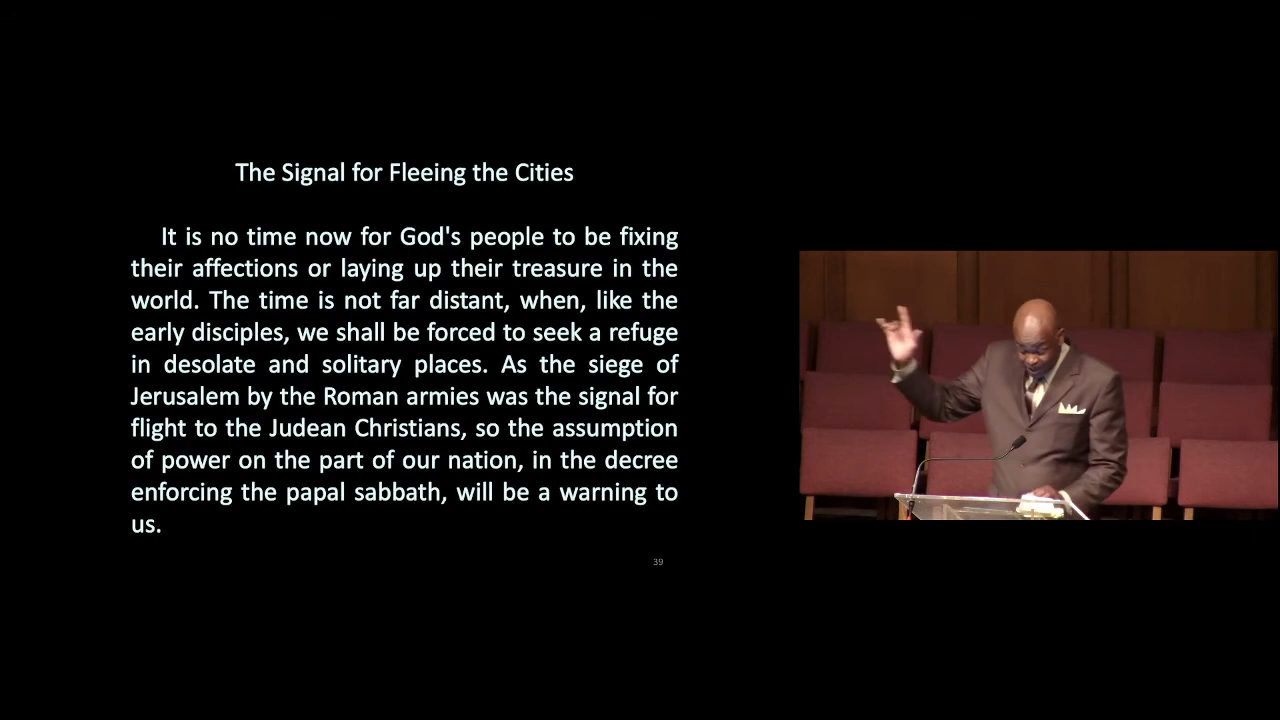 The Signal for Fleeing the Cities
It is no time now for God's people to be fixing
their affections or laying up their treasure in the
world. The time is not far distant, when, like the
early disciples, we shall be forced to seek a refuge
in desolate and solitary places. As the siege of
Jerusalem by the Roman armies was the signal for
flight to the Judean Christians, so the assumption
of power on the part of our nation, in the decree
enforcing the papal sabbath, will be a warning to
us.
39